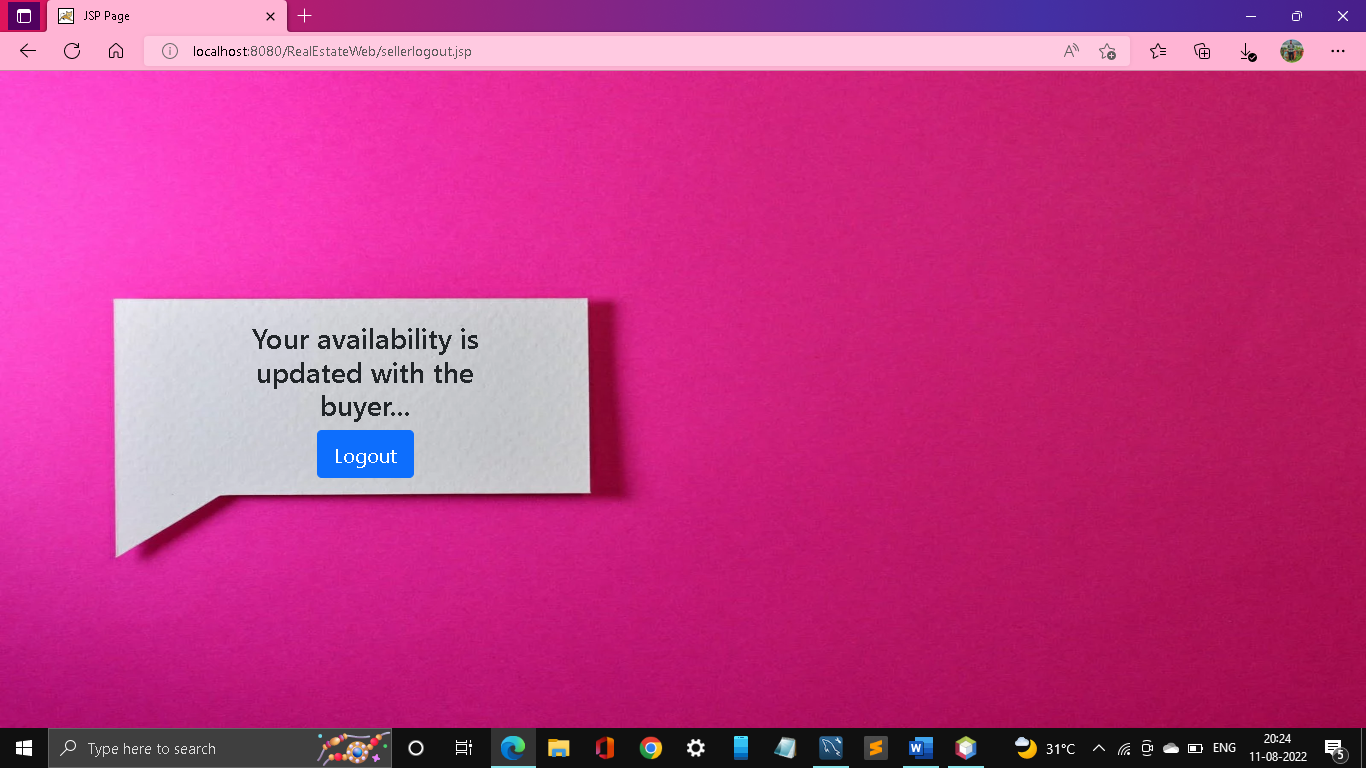 JSP Page
localhost:8080/RealEstateWeb/sellerlogout.jsp
Your availability is
updated with the
buyer...
Logout
Type here to search
31°C
ENG
20:24
11-08-2022
5